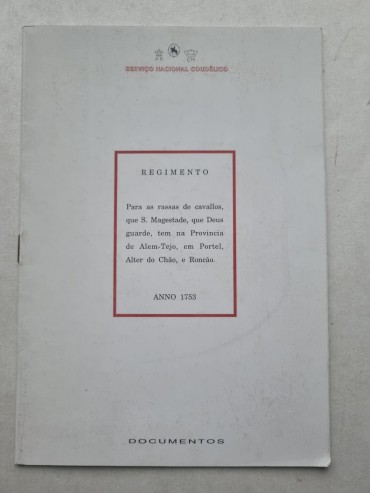 SERVIÇO NACIONAL COUDÉLICO
REGIMENTO
Para as rassas de cavallos,
que S. Magestade, que Deus
guarde, tem na Provincia
de Alem-Tejo, em Portel,
Alter do Chão, e Roncão.
ANNO 1753
DOCUMENTOS